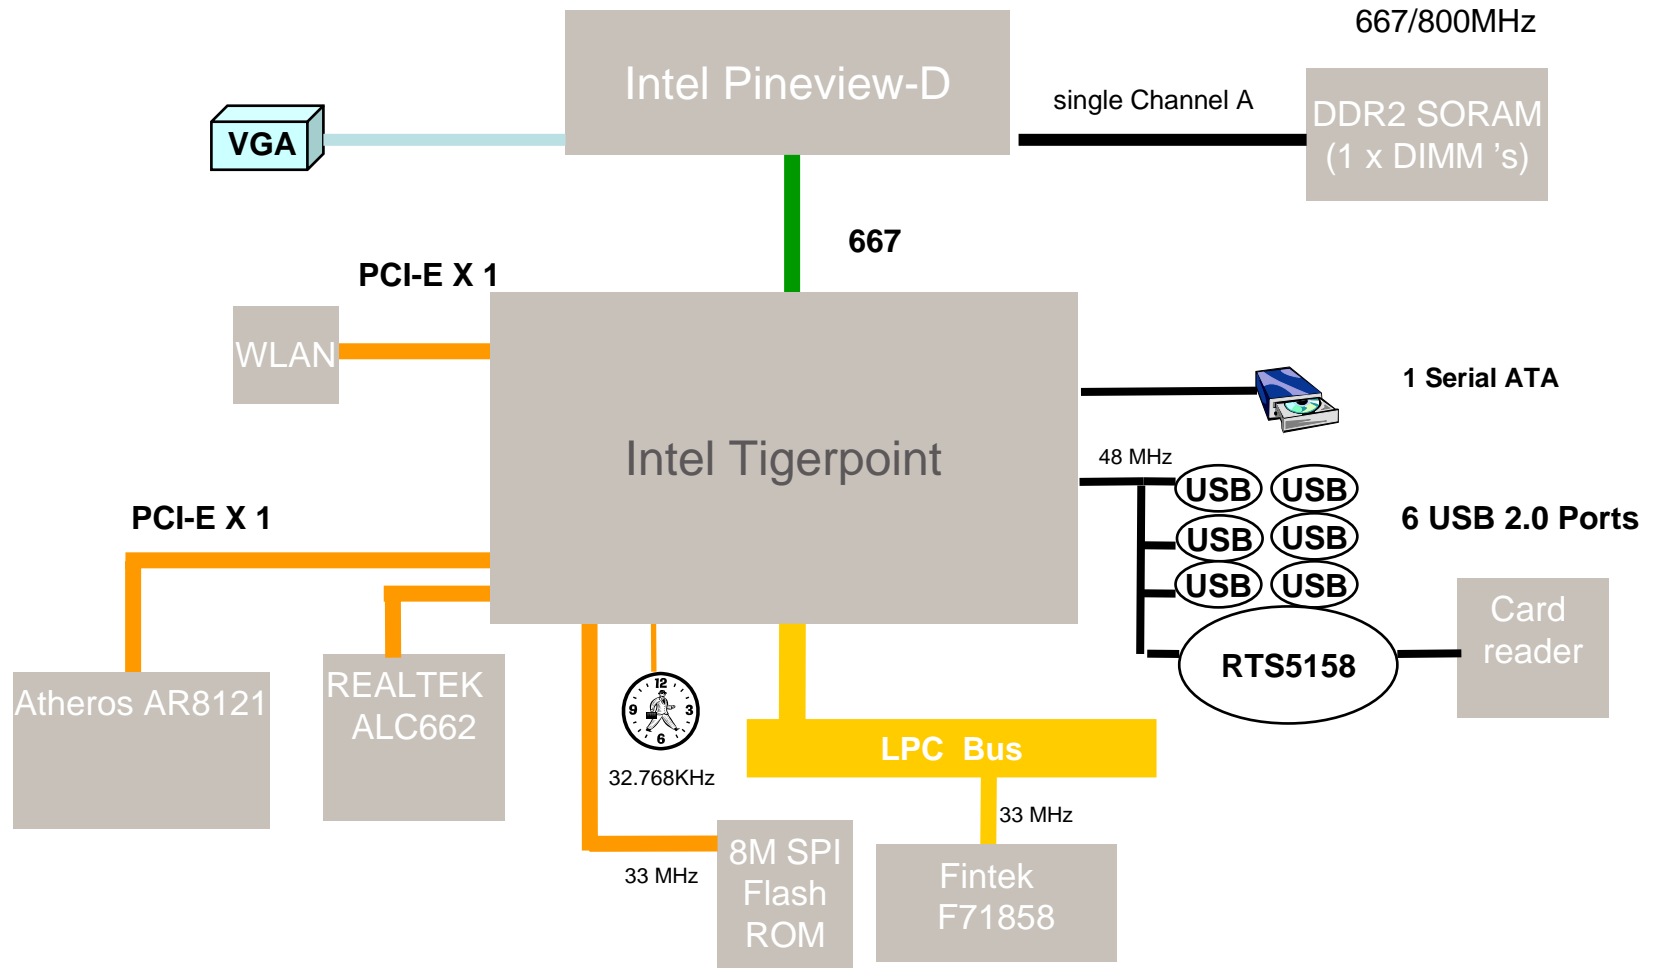 667/800MHz
Intel Pineview-D
single Channel A
DDR2 SORAM
(1 x DIMM ’s)
VGA
667
PCI-E X 1
WLAN
1 Serial ATA
Intel Tigerpoint
48 MHz
USB USB
6 USB 2.0 Ports
USB USB
USB USB
PCI-E X 1
Card
reader
RTS5158
Atheros AR8121
REALTEK
ALC662
12
9 3
6
32.768KHz
LPC Bus
33 MHz
33 MHz
8M SPI
Flash
ROM
Fintek
F71858